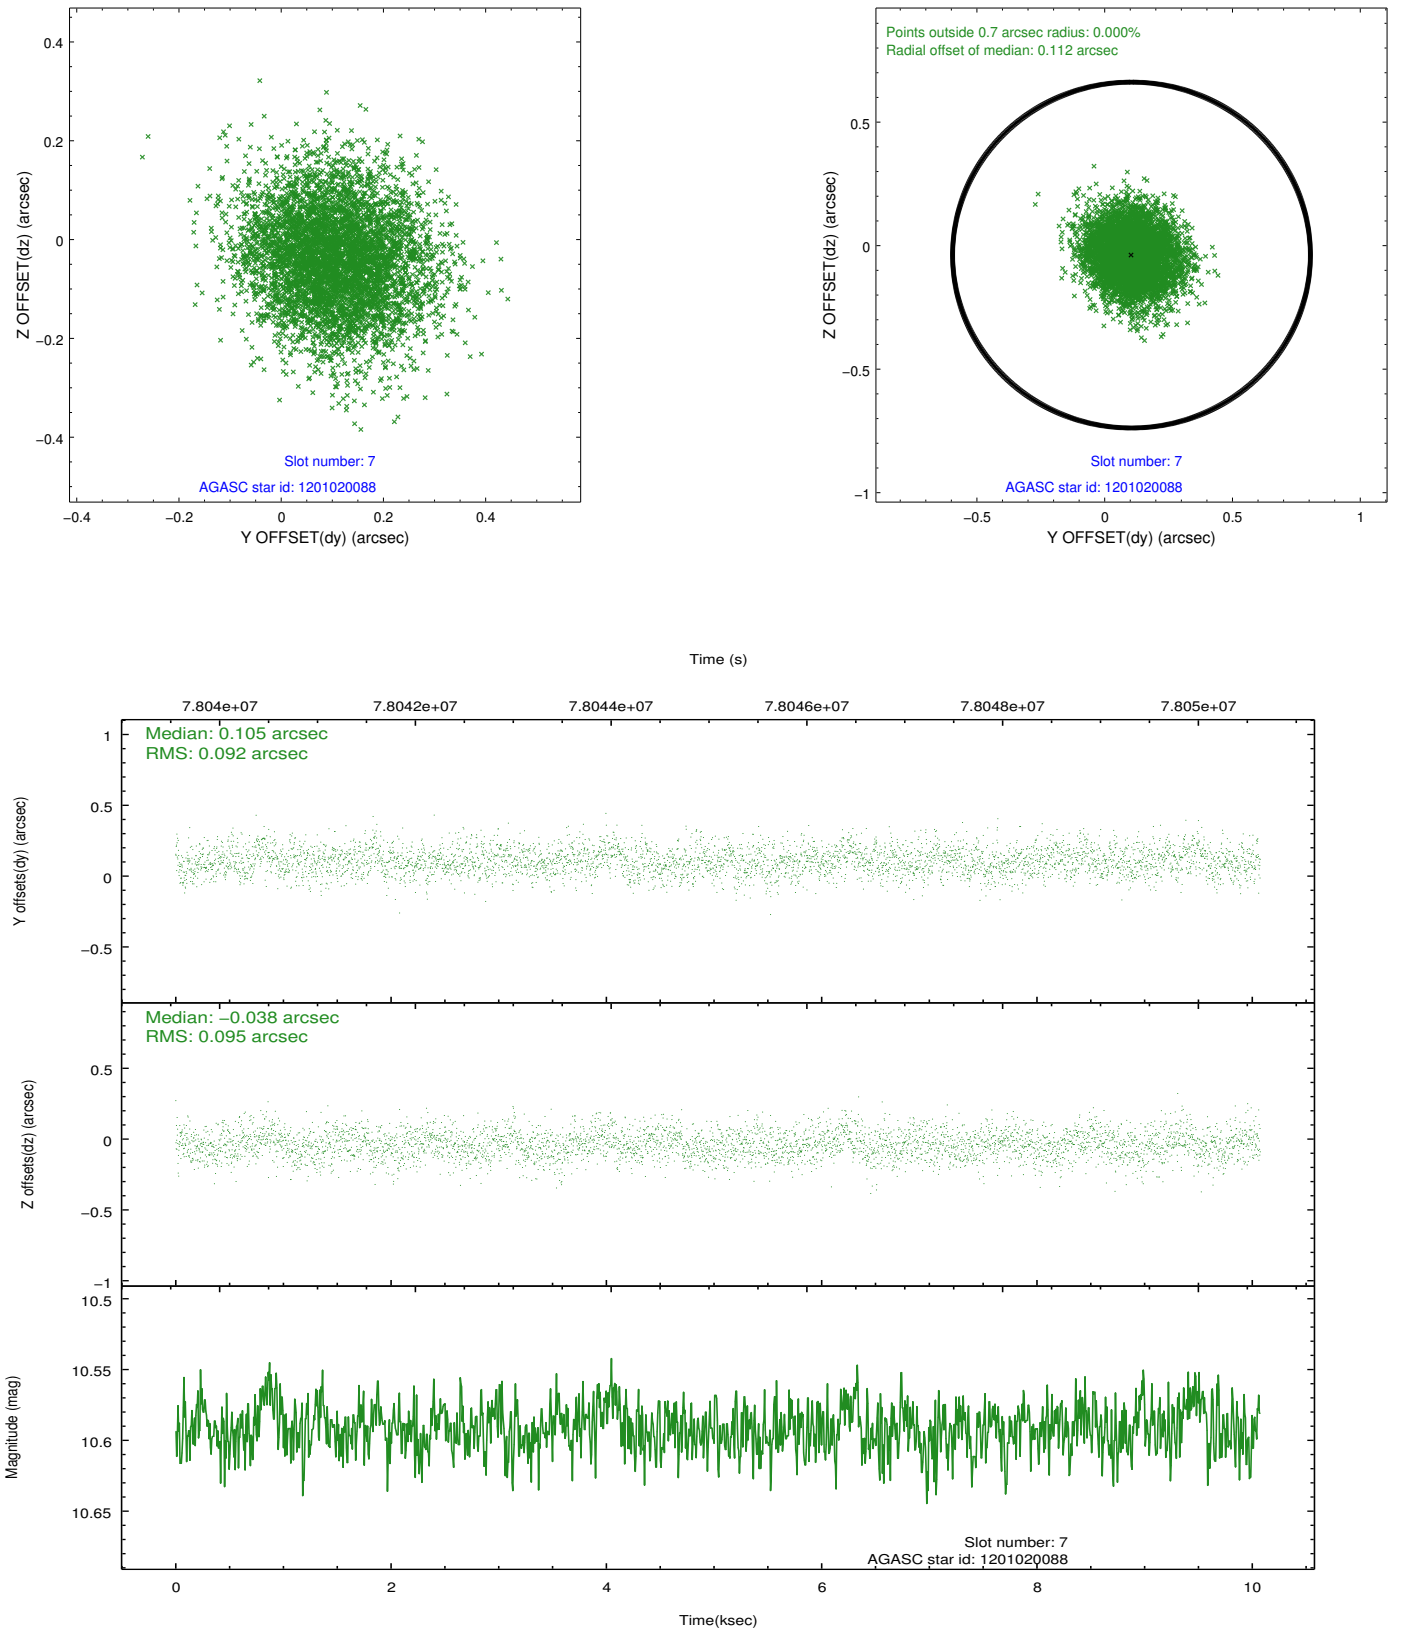 0.4
0.2
0
−0.2
−0.4
Z OFFSET(dz) (arcsec)
Slot number: 7
AGASC star id: 1201020088
−0.4
−0.2
0
0.2
0.4
Y OFFSET(dy) (arcsec)
Points outside 0.7 arcsec radius: 0.000%
Radial offset of median: 0.112 arcsec
0.5
0
−0.5
−1
Z OFFSET(dz) (arcsec)
Slot number: 7
AGASC star id: 1201020088
−0.5
0
0.5
1
Y OFFSET(dy) (arcsec)
Time (s)
7.804e+07
7.8042e+07
7.8044e+07
7.8046e+07
7.8048e+07
7.805e+07
Median: 0.105 arcsec
RMS: 0.092 arcsec
1
0.5
0
−0.5
Y offsets(dy) (arcsec)
Median: −0.038 arcsec
RMS: 0.095 arcsec
0.5
0
−0.5
−1
Z offsets(dz) (arcsec)
10.5
10.55
10.6
10.65
Magnitude (mag)
Slot number: 7
AGASC star id: 1201020088
0
2
4
6
8
10
Time(ksec)